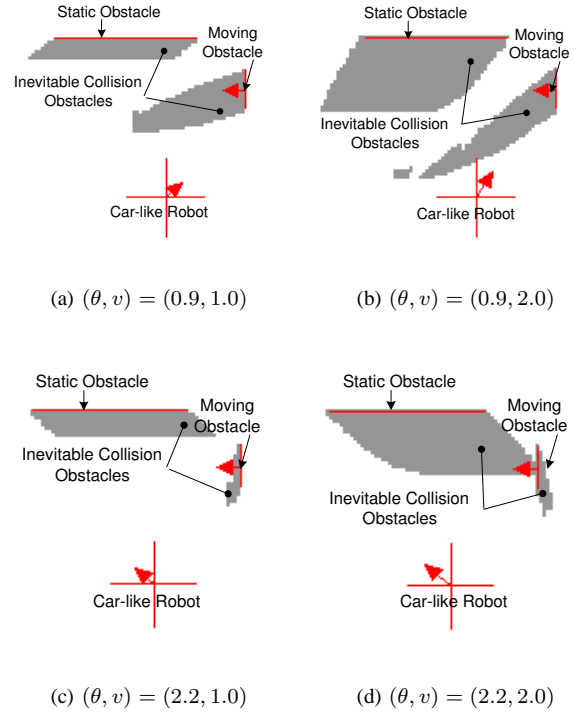 Static Obstacle
Moving
Obstacle
Inevitable Collision
Obstacles
Car-like Robot
(a) (θ, v) = (0.9, 1.0)
Static Obstacle
Moving
Obstacle
Inevitable Collision
Obstacles
Car-like Robot
(b) (θ, v) = (0.9, 2.0)
Static Obstacle
Moving
Obstacle
Inevitable Collision
Obstacles
Car-like Robot
(c) (θ, v) = (2.2, 1.0)
Static Obstacle
Moving
Obstacle
Inevitable Collision
Obstacles
Car-like Robot
(d) (θ, v) = (2.2, 2.0)